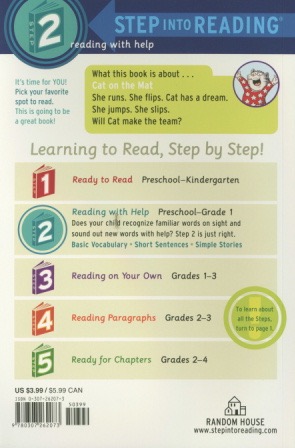 STEP 2
STEP INTO READING®
reading with help
It's time for YOU!
Pick your favorite
spot to read.
This is going to be
a great book!
What this book is about . . .
Cat on the Mat
She runs. She flips. Cat has a dream.
She jumps. She slips.
Will Cat make the team?
Learning to Read, Step by Step!
1 Ready to Read Preschool–Kindergarten
2 Reading with Help Preschool–Grade 1
Does your child recognize familiar words on sight and
sound out new words with help? Step 2 is just right.
Basic Vocabulary • Short Sentences • Simple Stories
3 Reading on Your Own Grades 1–3
4 Reading Paragraphs Grades 2–3
To learn about
all the Steps,
turn to page 1.
5 Ready for Chapters Grades 2–4
US $3.99 / $5.99 CAN
ISBN 0-307-26207-3
50399
9 780307 262073
RANDOM HOUSE
www.stepintoreading.com